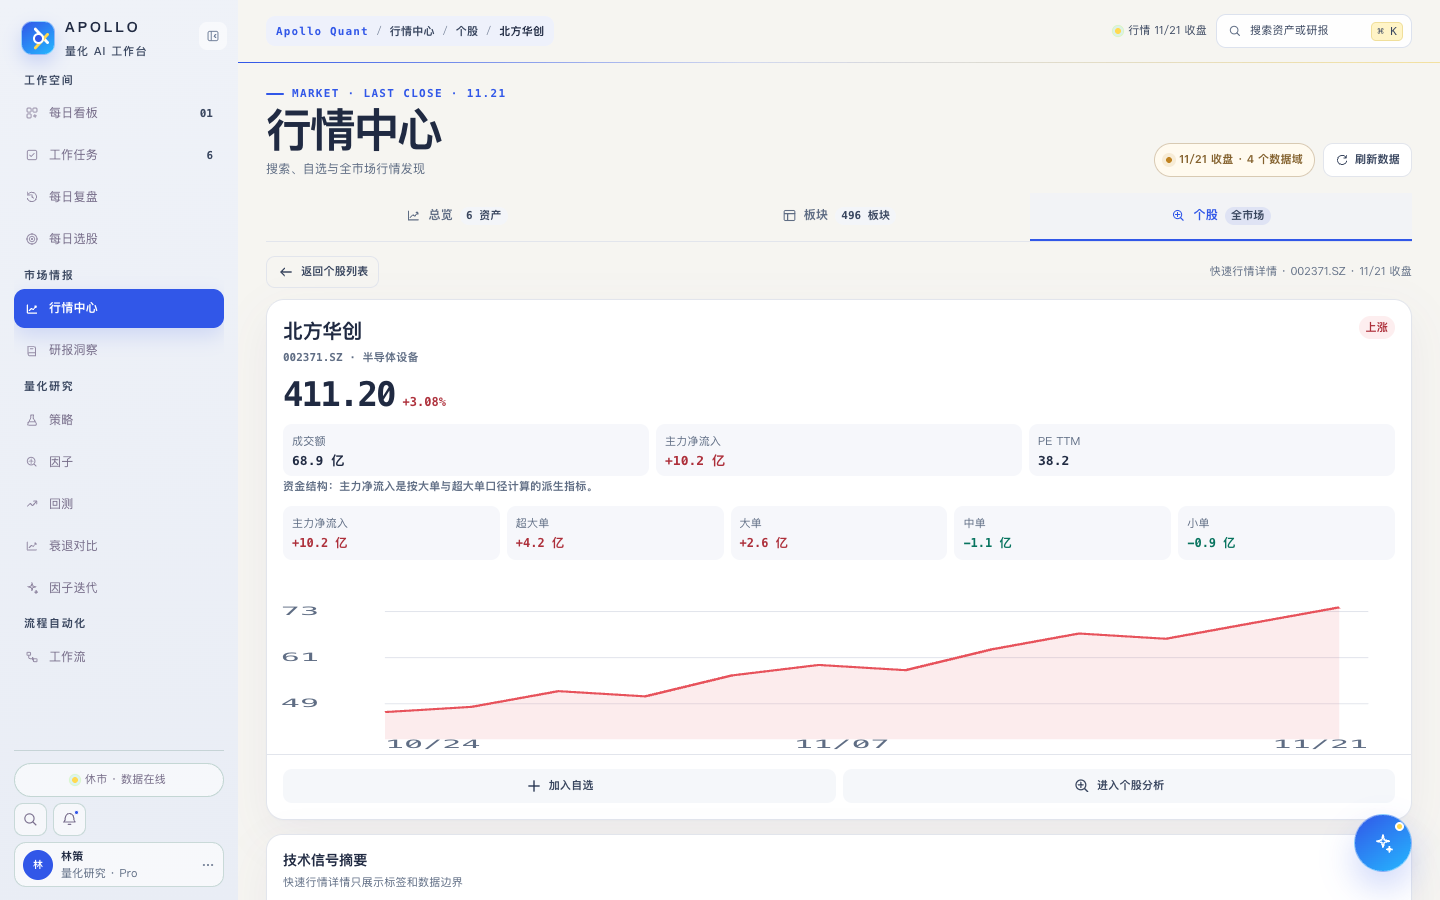 APOLLO
量化 AI 工作台
工作空间
每日看板 01
工作任务 6
每日复盘
每日选股
市场情报
行情中心
研报洞察
量化研究
策略
因子
回测
衰退对比
因子迭代
流程自动化
工作流
休市 · 数据在线
林
林策
量化研究 · Pro
Apollo Quant / 行情中心 / 个股 / 北方华创
行情 11/21 收盘
搜索资产或研报 ⌘ K
MARKET · LAST CLOSE · 11.21
行情中心
搜索、自选与全市场行情发现
11/21 收盘 · 4 个数据域
刷新数据
总览 6 资产
板块 496 板块
个股 全市场
返回个股列表
快速行情详情 · 002371.SZ · 11/21 收盘
北方华创
上涨
002371.SZ · 半导体设备
411.20 +3.08%
成交额
68.9 亿
主力净流入
+10.2 亿
PE TTM
38.2
资金结构：主力净流入是按大单与超大单口径计算的派生指标。
主力净流入
+10.2 亿
超大单
+4.2 亿
大单
+2.6 亿
中单
−1.1 亿
小单
−0.9 亿
73
61
49
10/24 11/07 11/21
加入自选
进入个股分析
技术信号摘要
快速行情详情只展示标签和数据边界